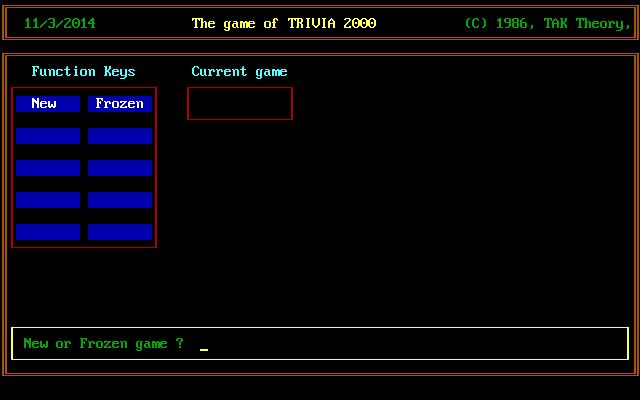 11/3/2014 The game of TRIVIA 2000 (C) 1986, TAK Theory,
Function Keys Current game
New Frozen
New or Frozen game ? _